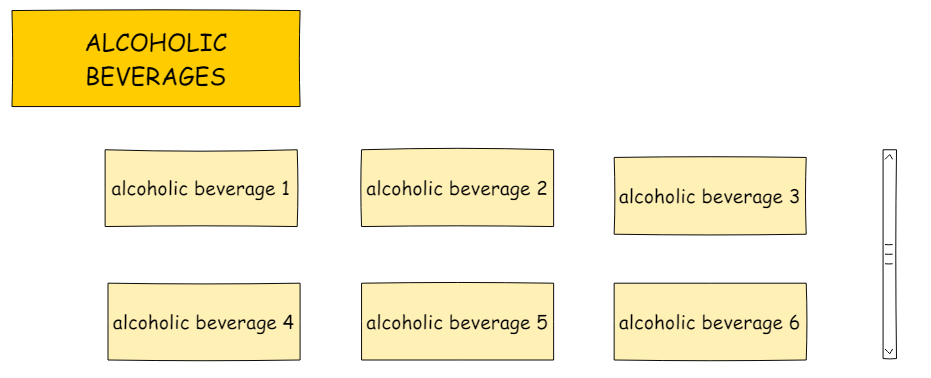 ALCOHOLIC
BEVERAGES
alcoholic beverage 1
alcoholic beverage 2
alcoholic beverage 3
alcoholic beverage 4
alcoholic beverage 5
alcoholic beverage 6